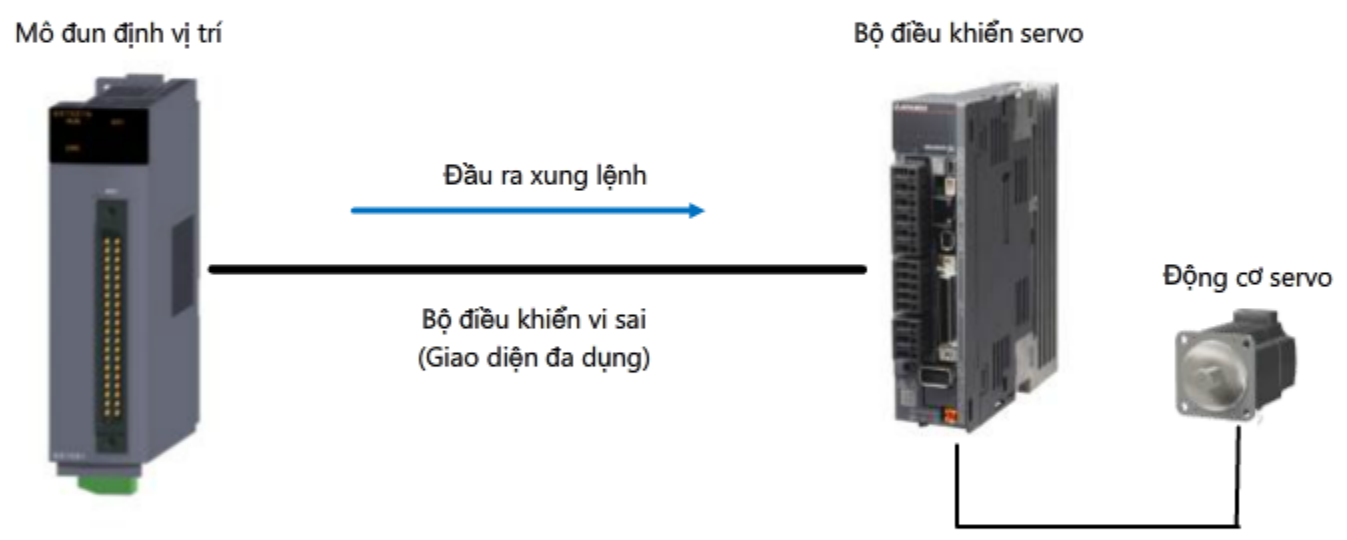 Mô đun định vị trí
Bộ điều khiển servo
Đầu ra xung lệnh
Bộ điều khiển vi sai
(Giao diện đa dụng)
Động cơ servo